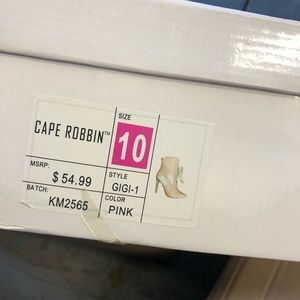 CAPE ROBBIN™
SIZE
10
MSRP:
$ 54.99
STYLE
GIGI-1
BATCH:
KM2565
COLOR
PINK